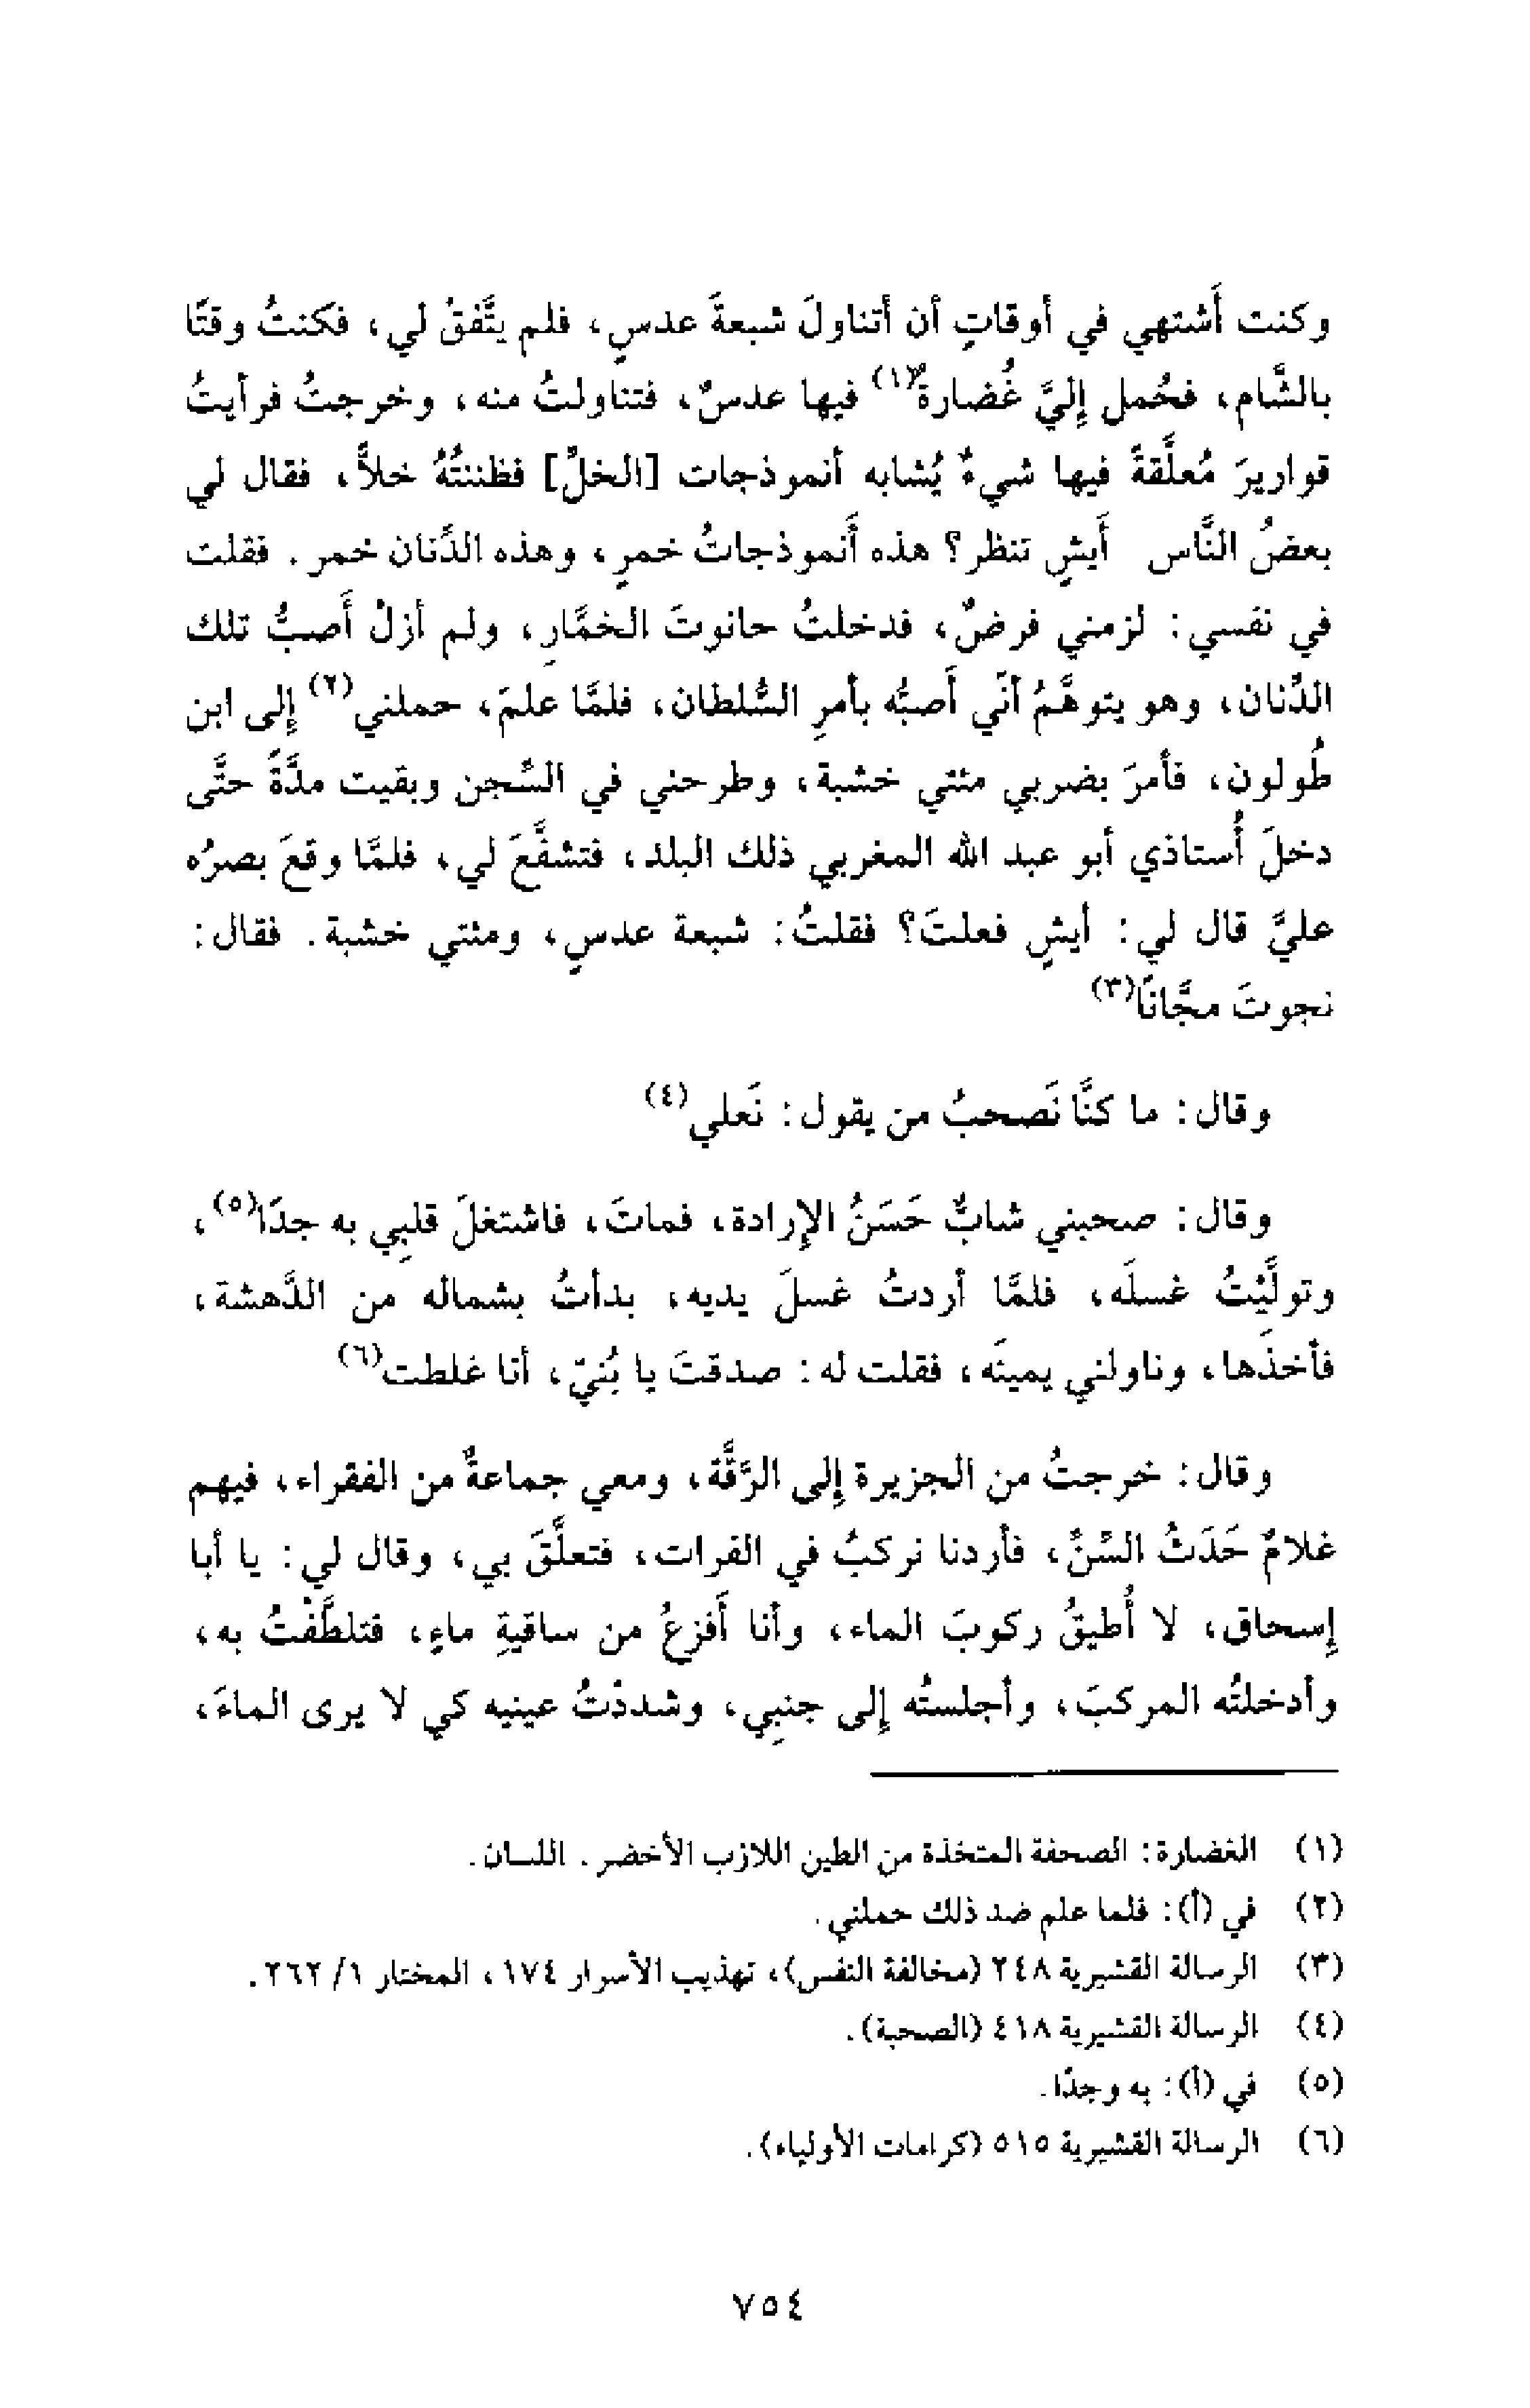 وكنت أَشتهي في أوقاتٍ أن أتناولَ شبعةَ عدسٍ، فلم يتَّفقْ لي، فكنتُ وقتًا
بالشَّام، فحُمل إليَّ غُضارةٌ(١) فيها عدسٌ، فتناولتُ منه، وخرجتُ فرأيتُ
قواريرَ مُعلَّقةً فيها شيءٌ يُشابه أنموذجات [الخلِّ] فظننتُهُ خلاًّ، فقال لي
بعضُ النَّاس أَيشٍ تنظر؟ هذه أَنموذجاتُ خمرٍ، وهذه الدِّنان خمر. فقلت
في نفسي: لزمني فرضٌ، فدخلتُ حانوتَ الخمَّارِ، ولم أزلْ أَصبُّ تلك
الدِّنان، وهو يتوهَّمُ أنّي أَصبُّه بأمرِ السُّلطان، فلمَّا علمَ، حملني(٢) إلى ابن
طُولون، فأمرَ بضربي مئتي خشبة، وطرحني في السِّجن وبقيت مدَّةً حتَّى
دخلَ أُستاذي أبو عبد الله المغربي ذلك البلد، فتشفَّعَ لي، فلمَّا وقعَ بصرُه
عليَّ قال لي: أيشٍ فعلتَ؟ فقلتُ: شبعة عدسٍ، ومئتي خشبة. فقال:
نجوتَ مجَّانًا(٣)
وقال: ما كنَّا نَصحبُ من يقول: نَعلي(٤)
وقال: صحبني شابٌّ حَسَنُ الإرادة، فماتَ، فاشتغلَ قلبِي به جدًا(٥)،
وتولَّيْتُ غسلَه، فلمَّا أردتُ غسلَ يديه، بدأتُ بشماله من الدَّهشة،
فأخذَها، وناولني يمينَه، فقلت له: صدقتَ يا بُنيّ، أنا غلطت(٦)
وقال: خرجتُ من الجزيرة إلى الرَّقَّة، ومعي جماعةٌ من الفقراء، فيهم
غلامٌ حَدَثُ السِّنِّ، فأردنا نركبُ في الفرات، فتعلَّقَ بي، وقال لي: يا أبا
إسحاق، لا أُطيقُ ركوبَ الماء، وأنا أَفزعُ من ساقيةِ ماءٍ، فتلطَّفْتُ به،
وأدخلتُه المركبَ، وأجلستُه إلى جنبِي، وشددْتُ عينيه كي لا يرى الماءَ،
(١) الغضارة: الصحفة المتخذة من الطين اللازب الأخضر. اللسان.
(٢) في (أ): فلما علم ضد ذلك حملني.
(٣) الرسالة القشيرية ٢٤٨ (مخالفة النفس)، تهذيب الأسرار ١٧٤، المختار ١/ ٢٦٢.
(٤) الرسالة القشيرية ٤١٨ (الصحبة).
(٥) في (أ): به وجدًا.
(٦) الرسالة القشيرية ٥١٥ (كرامات الأولياء).
٧٥٤